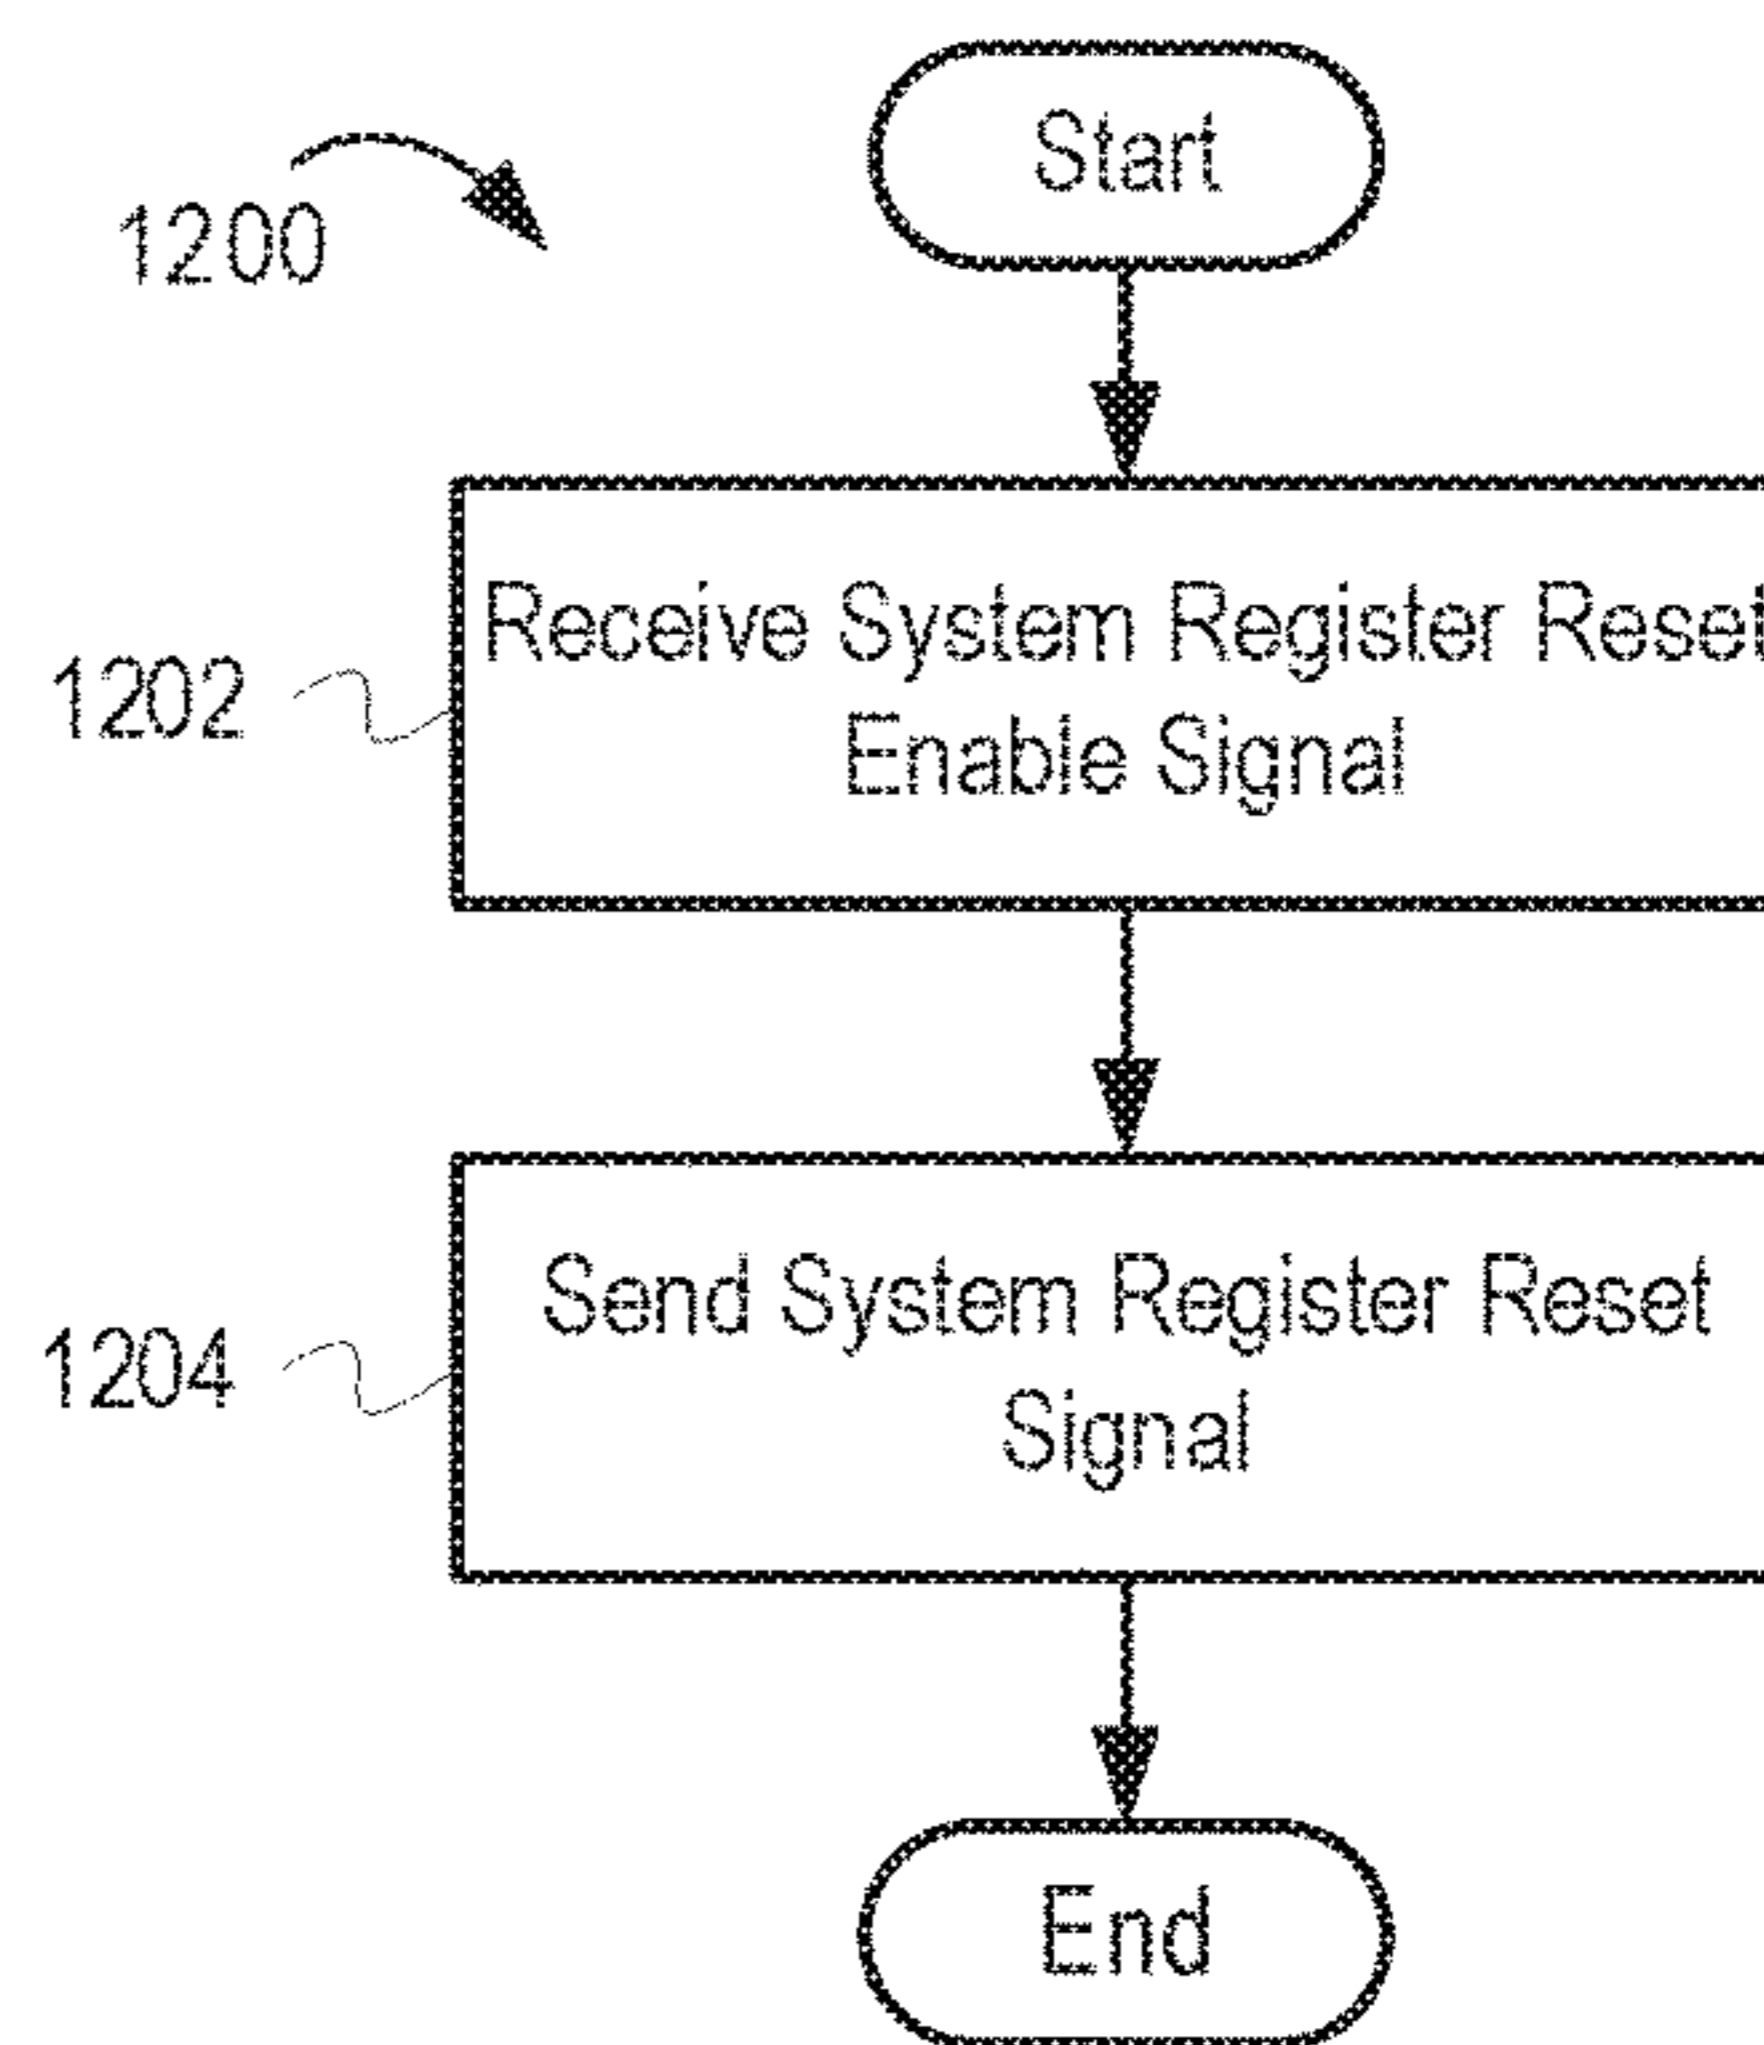 Start
1200
Receive System Register Reset
1202
Enable Signal
Send System Register Reset
1204
Signal
End